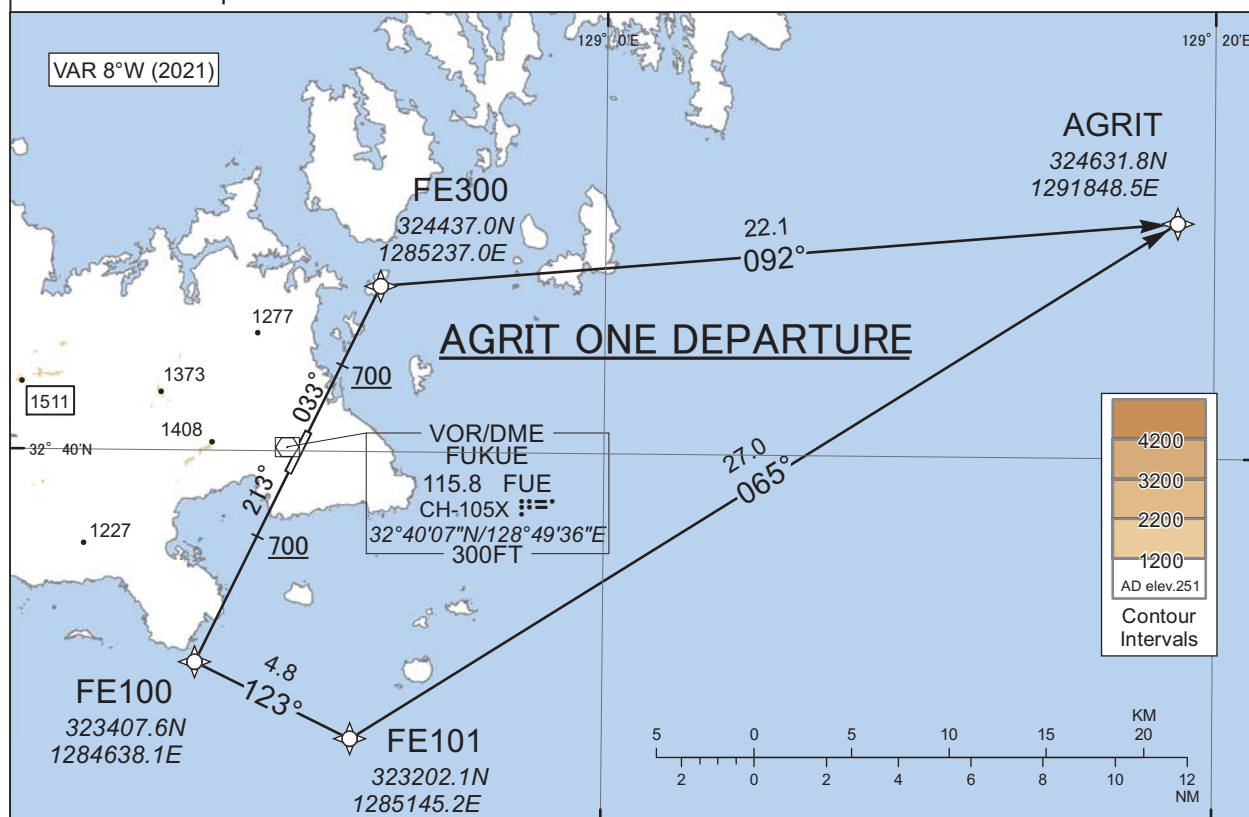 129° 0'E
129° 20'E
VAR 8°W (2021)
AGRIT
324631.8N
1291848.5E
FE300
324437.0N
1285237.0E
22.1
092°
AGRIT ONE DEPARTURE
1277
1373
1511
1408
700
033°
32° 40'N
VOR/DME
FUKUE
115.8 FUE
CH-105X
32°40'07"N/128°49'36"E
300FT
213°
700
1227
27.0
065°
4200
3200
2200
1200
AD elev.251
Contour
Intervals
4.8
123°
FE100
323407.6N
1284638.1E
FE101
323202.1N
1285145.2E
KM
5 0 5 10 15 20
2 0 2 4 6 8 10 12
NM